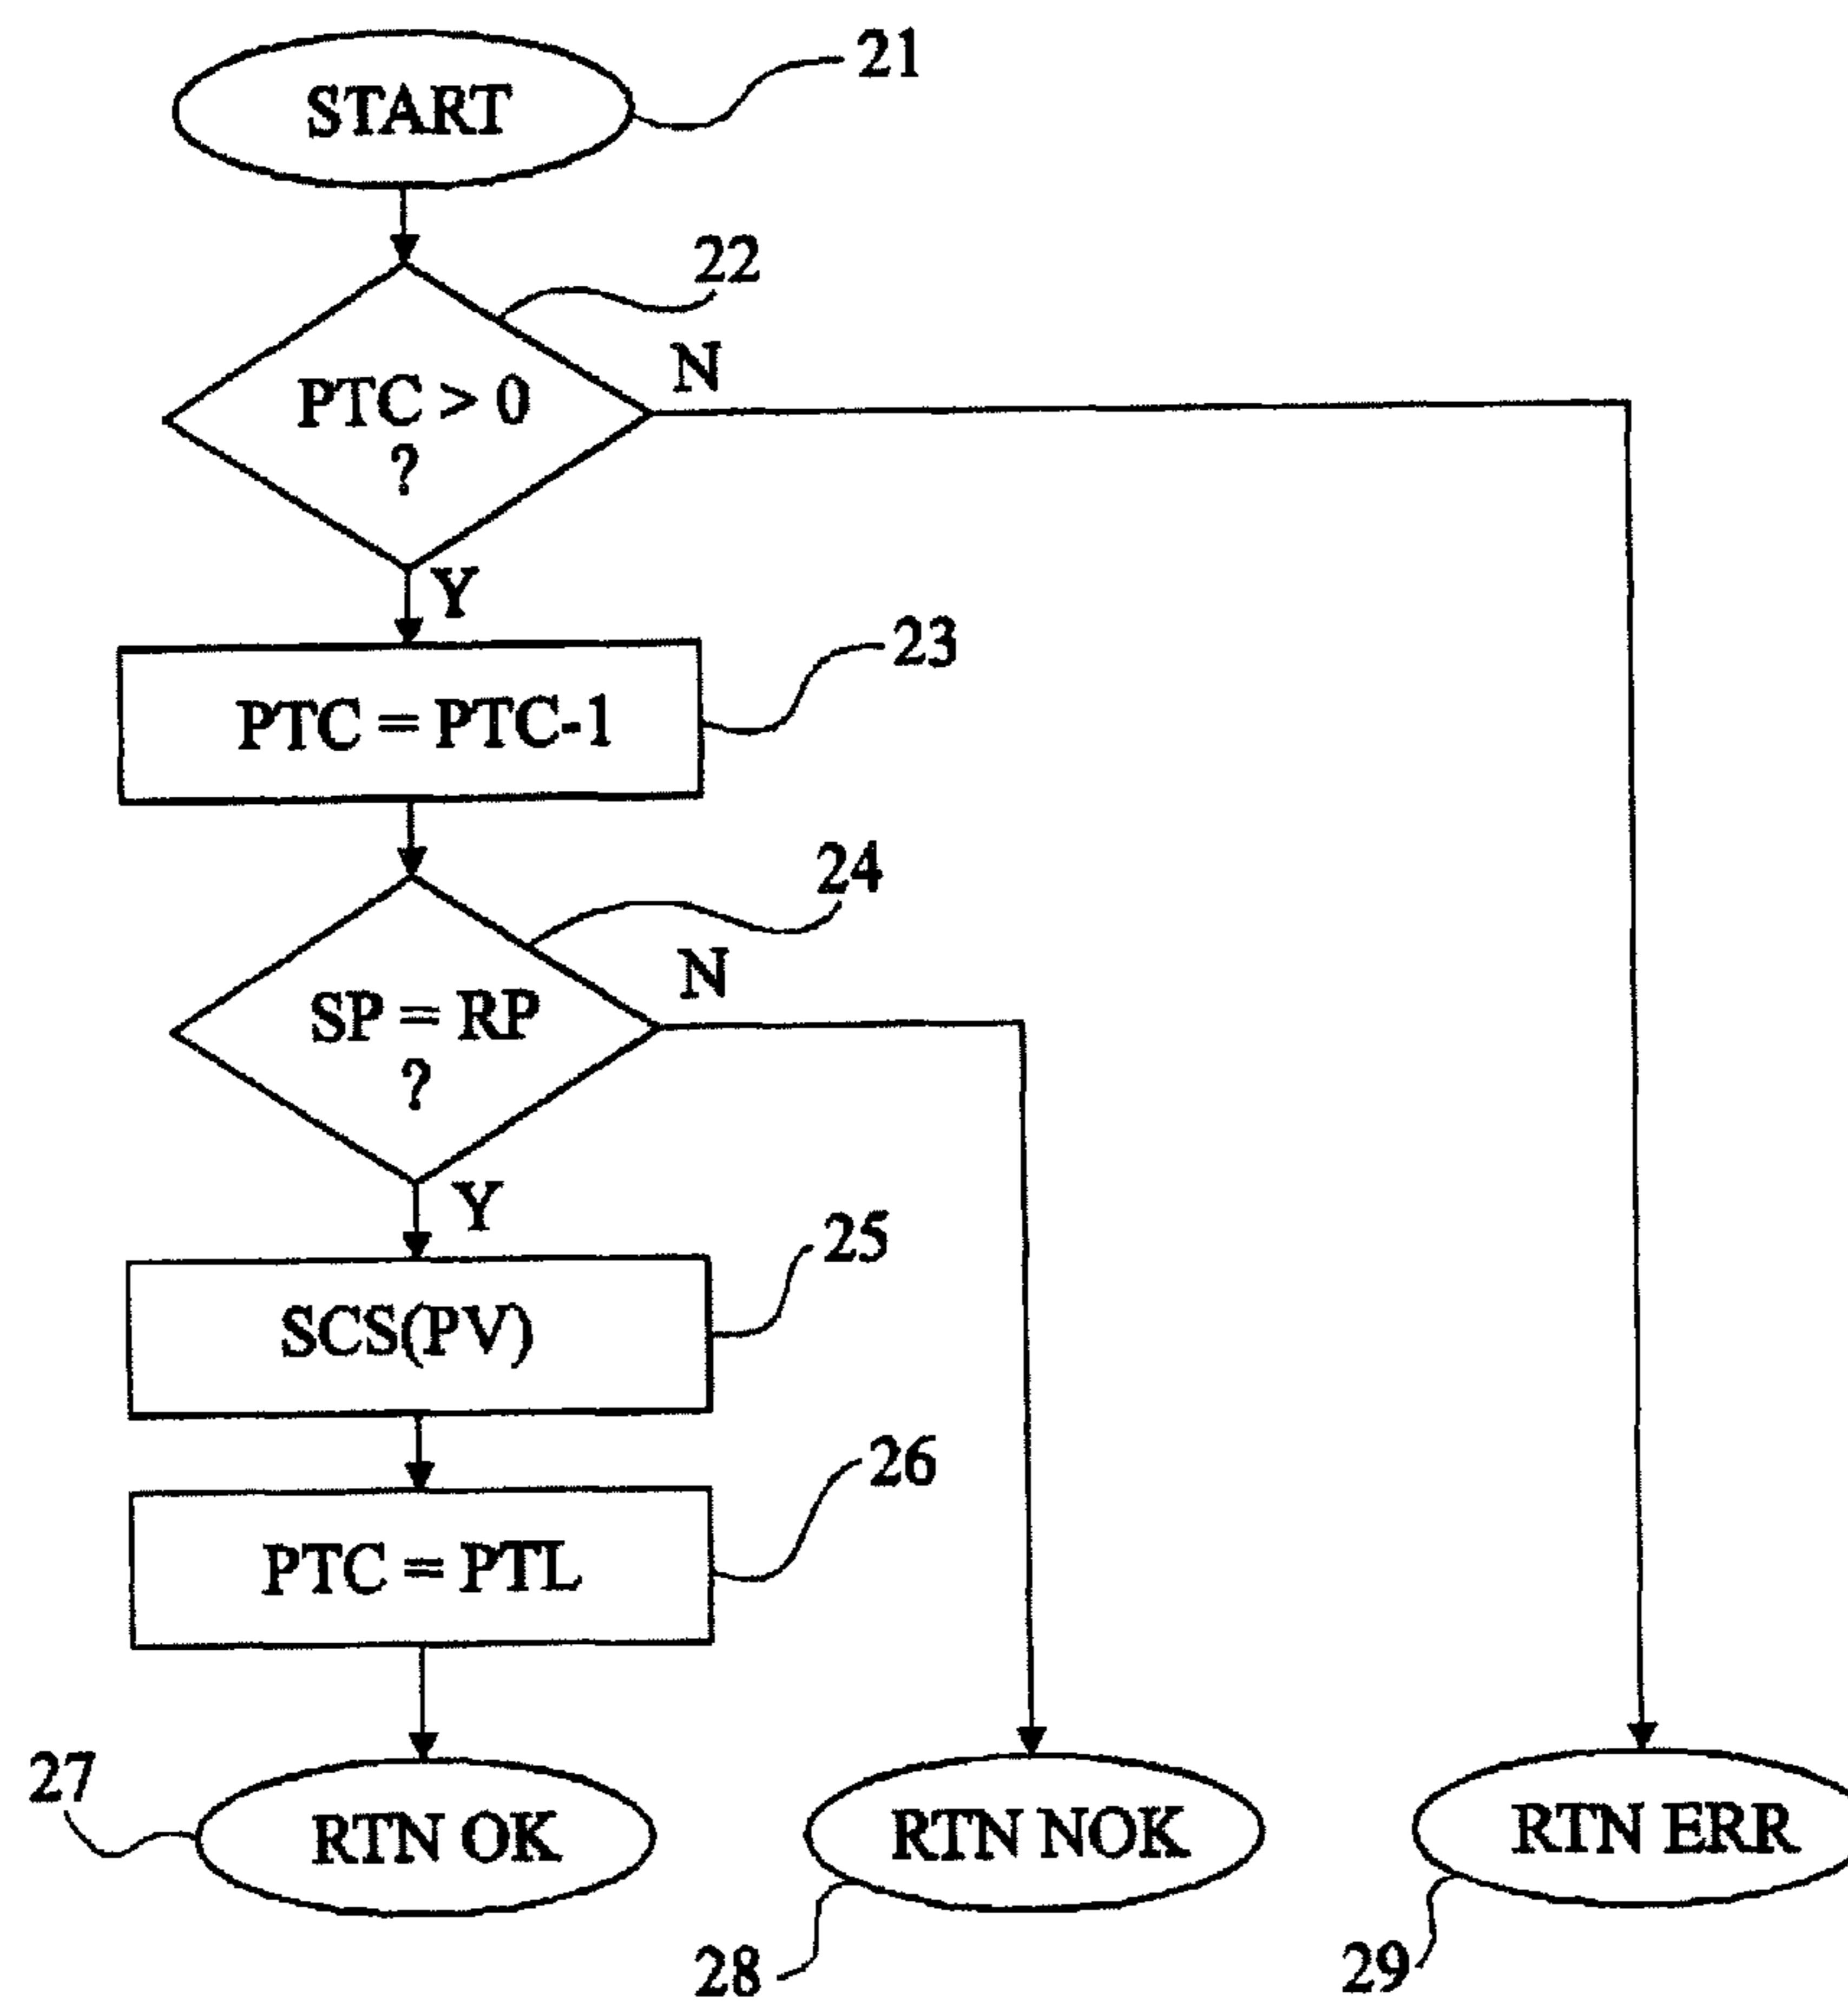 START
21
22
PTC > 0
?
N
Y
23
PTC = PTC-1
24
SP = RP
?
N
Y
25
SCS(PV)
26
PTC = PTL
27
RTN OK
RTN NOK
RTN ERR
28
29